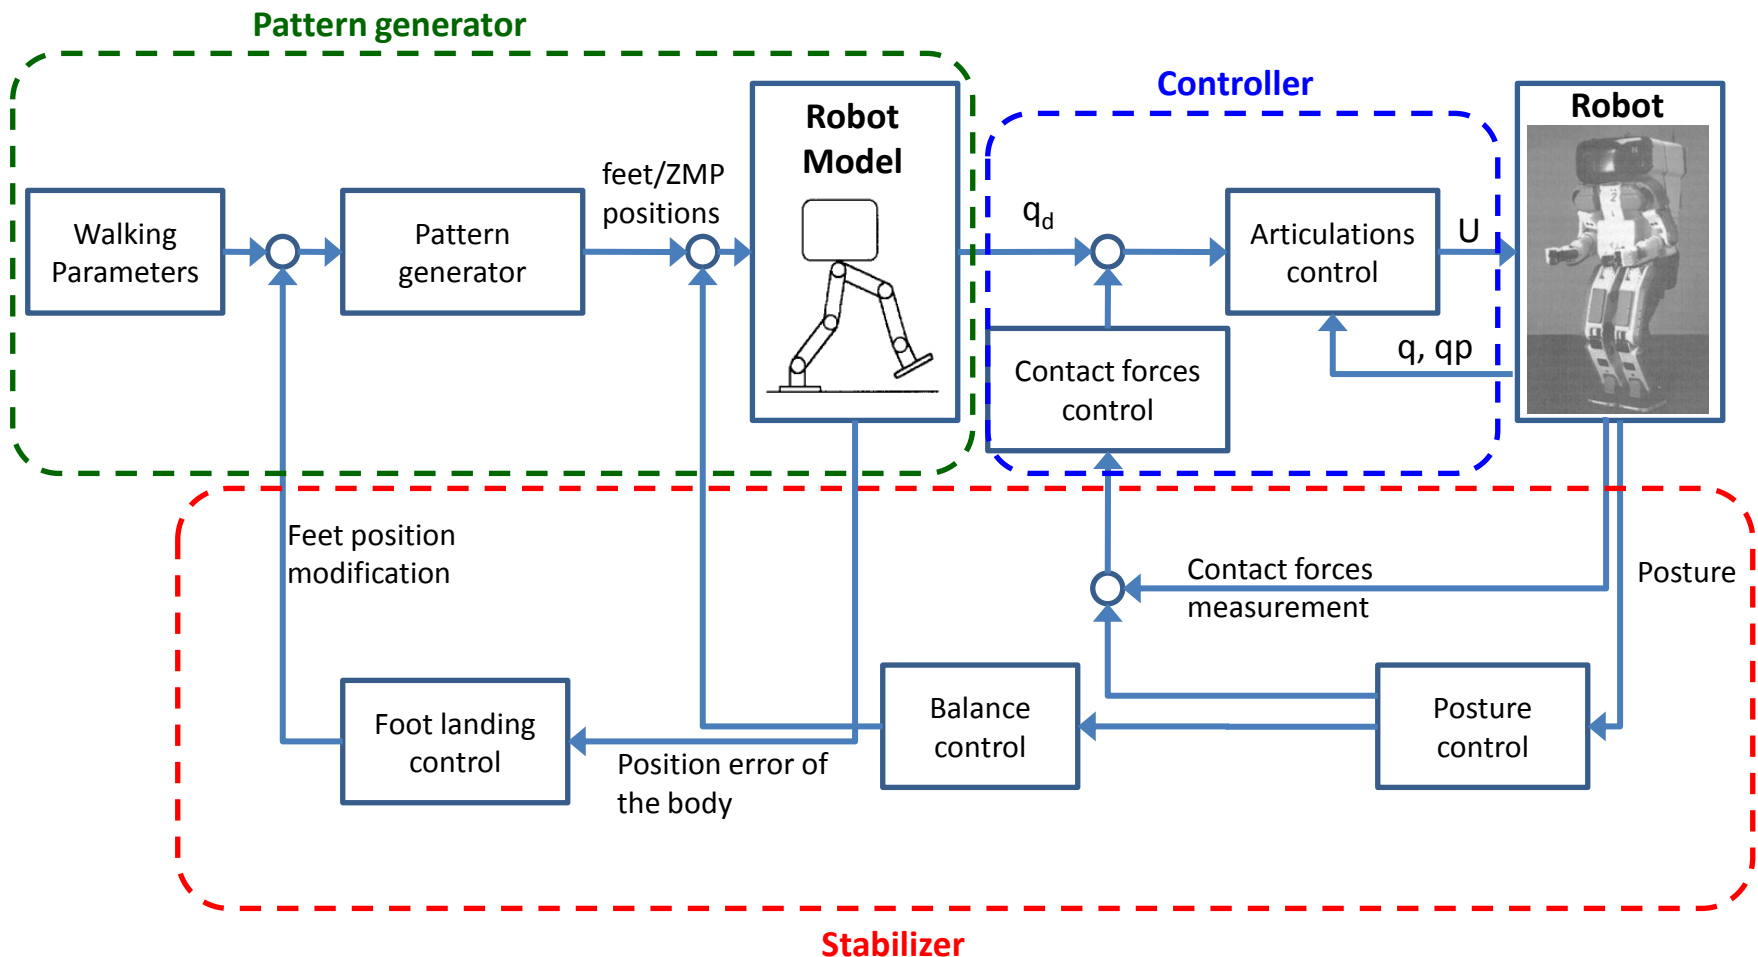 Pattern generator
Controller
Robot
Robot
Model
Walking
Parameters
Pattern
generator
feet/ZMP
positions
qd
Articulations
control
U
q, qp
Contact forces
control
Feet position
modification
Contact forces
measurement
Posture
Foot landing
control
Position error of
the body
Balance
control
Posture
control
Stabilizer